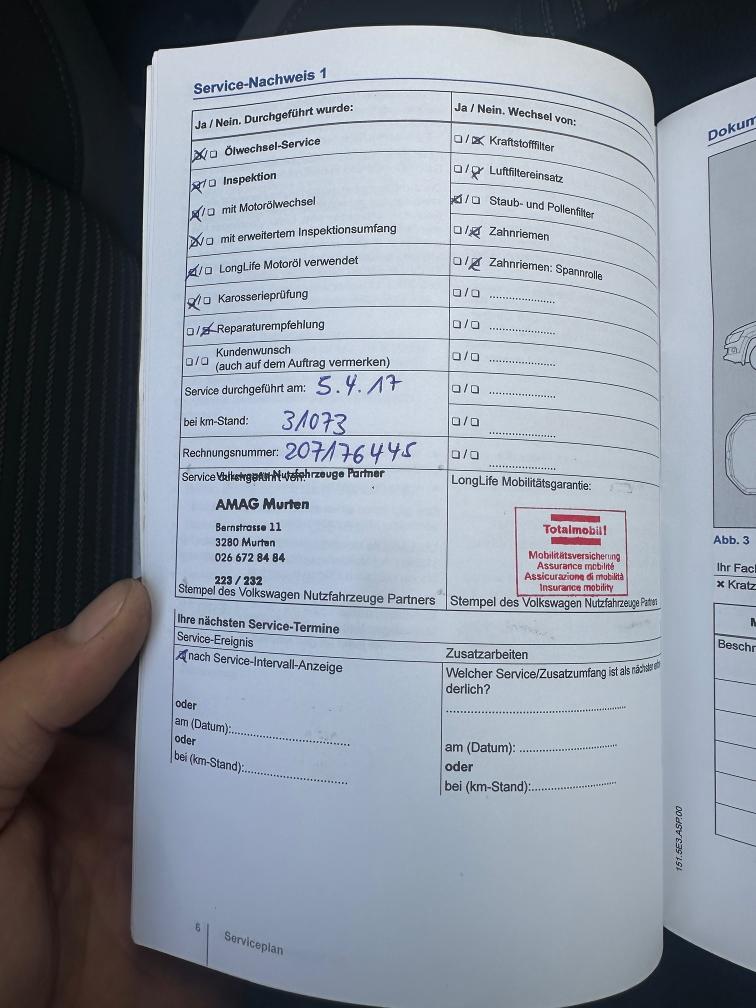 Service-Nachweis 1
Ja / Nein. Durchgeführt wurde:
Ölwechsel-Service
Inspektion
mit Motorölwechsel
mit erweitertem Inspektionsumfang
LongLife Motoröl verwendet
Karosserieprüfung
Reparaturempfehlung
Kundenwunsch
(auch auf dem Auftrag vermerken)
Service durchgeführt am: 5.4.17
bei km-Stand: 31073
Rechnungsnummer: 207176445
Service durchgeführt von:
Volkswagen Nutzfahrzeuge Partner
AMAG Murten
Bernstrasse 11
3280 Murten
026 672 84 84
223 / 232
Stempel des Volkswagen Nutzfahrzeuge Partners
Ja / Nein. Wechsel von:
Kraftstofffilter
Luftfiltereinsatz
Staub- und Pollenfilter
Zahnriemen
Zahnriemen: Spannrolle
LongLife Mobilitätsgarantie:
Totalmobil!
Mobilitätsversicherung
Assurance mobilité
Assicurazione di mobilità
Insurance mobility
Stempel des Volkswagen Nutzfahrzeuge Partners
Ihre nächsten Service-Termine
Service-Ereignis
nach Service-Intervall-Anzeige
oder
am (Datum):
oder
bei (km-Stand):
Zusatzarbeiten
Welcher Service/Zusatzumfang ist als nächster
derlich?
am (Datum):
oder
bei (km-Stand):
6
Serviceplan
151.5E3.ASP.00
Dokum
Abb. 3
Ihr Fac
× Kratz
M
Beschr